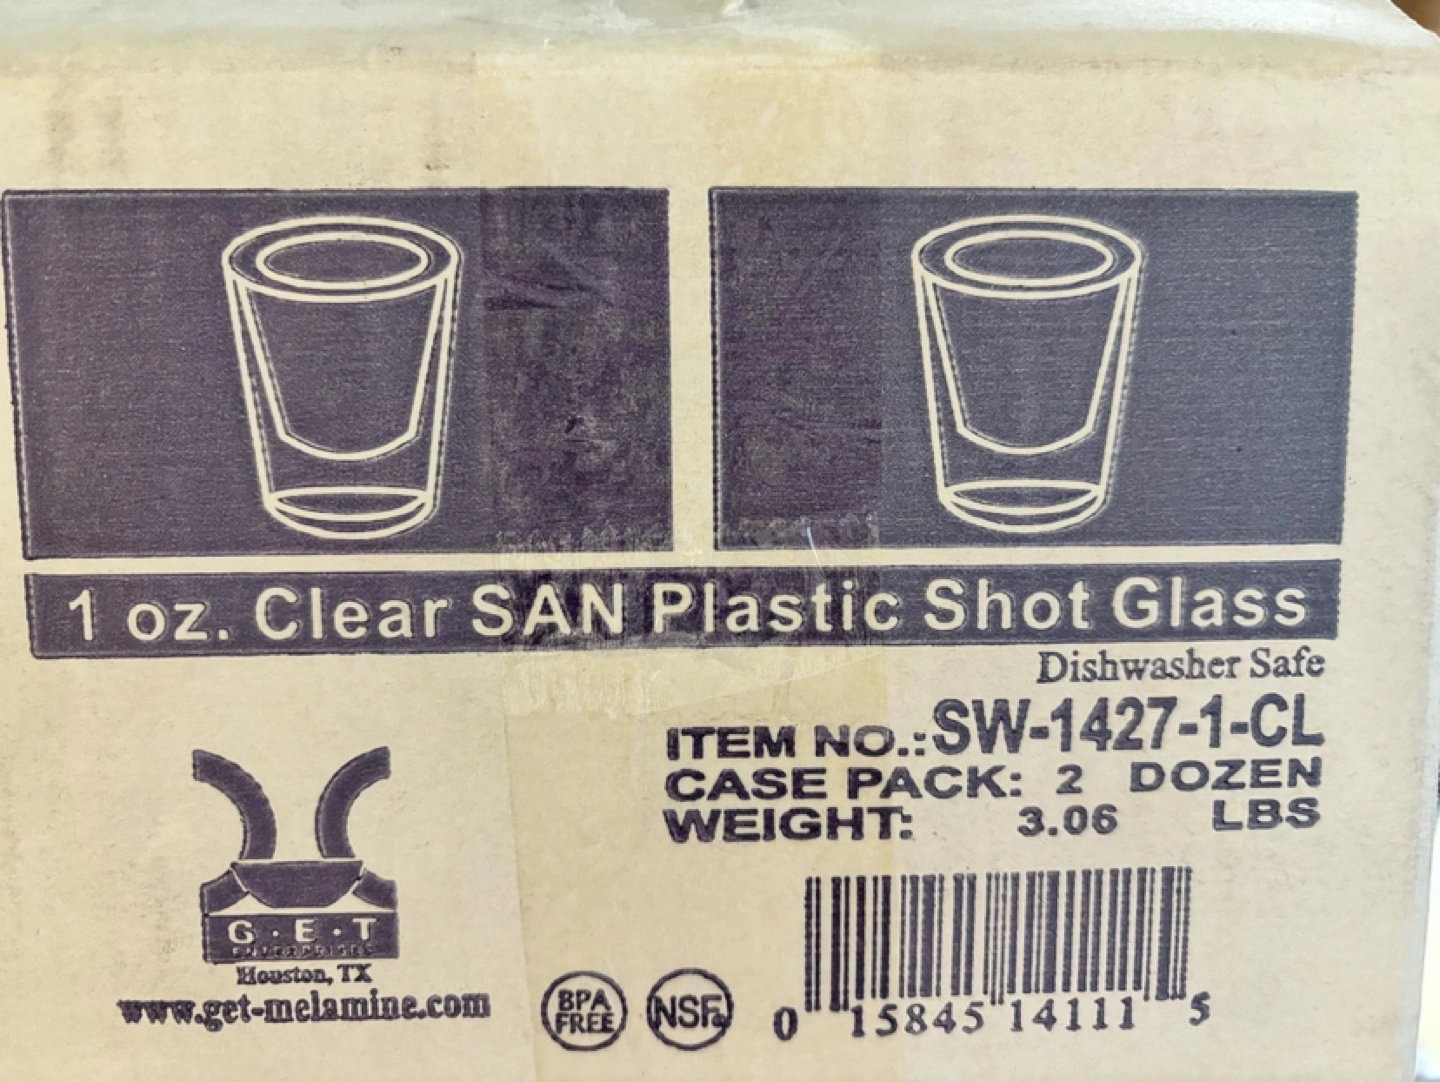 1 oz. Clear SAN Plastic Shot Glass
Dishwasher Safe
ITEM NO.: SW-1427-1-CL
CASE PACK: 2 DOZEN
WEIGHT: 3.06 LBS
G·E·T
ENTERPRISES
Houston, TX
www.get-melamine.com
BPA
FREE
NSF
0 15845 14111 5